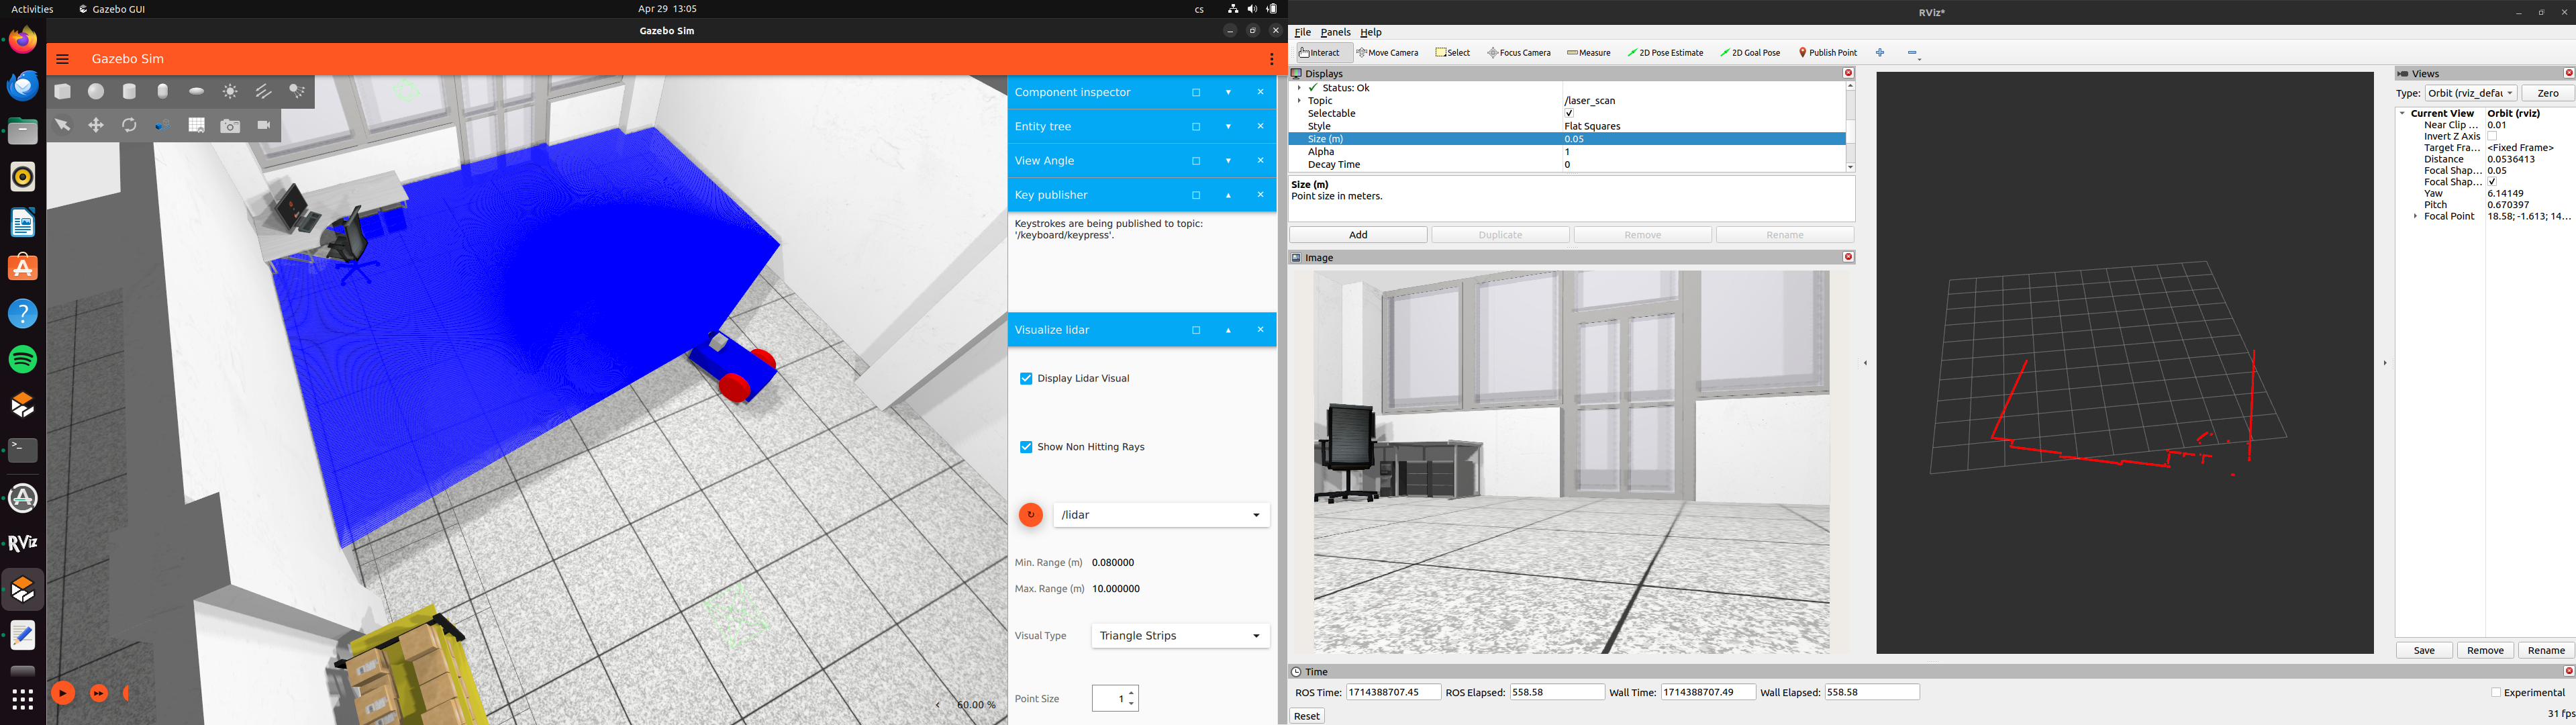 Activities
Gazebo GUI
Apr 29 13:05
cs
Gazebo Sim
Gazebo Sim
Component inspector
Entity tree
View Angle
Key publisher
Keystrokes are being published to topic:
'/keyboard/keypress'.
Visualize lidar
Display Lidar Visual
Show Non Hitting Rays
/lidar
Min. Range (m) 0.080000
Max. Range (m) 10.000000
Visual Type Triangle Strips
Point Size 1
60.00 %
RViz
RViz*
File Panels Help
Interact Move Camera Select Focus Camera Measure 2D Pose Estimate 2D Goal Pose Publish Point
Displays
Status: Ok
Topic /laser_scan
Selectable
Style Flat Squares
Size (m) 0.05
Alpha 1
Decay Time 0
Size (m)
Point size in meters.
Add Duplicate Remove Rename
Image
Views
Type: Orbit (rviz_defau Zero
Current View Orbit (rviz)
Near Clip ... 0.01
Invert Z Axis
Target Fra... <Fixed Frame>
Distance 0.0536413
Focal Shap... 0.05
Focal Shap...
Yaw 6.14149
Pitch 0.670397
Focal Point 18.58; -1.613; 14...
Save Remove Rename
Time
ROS Time: 1714388707.45 ROS Elapsed: 558.58 Wall Time: 1714388707.49 Wall Elapsed: 558.58 Experimental
Reset
31 fps